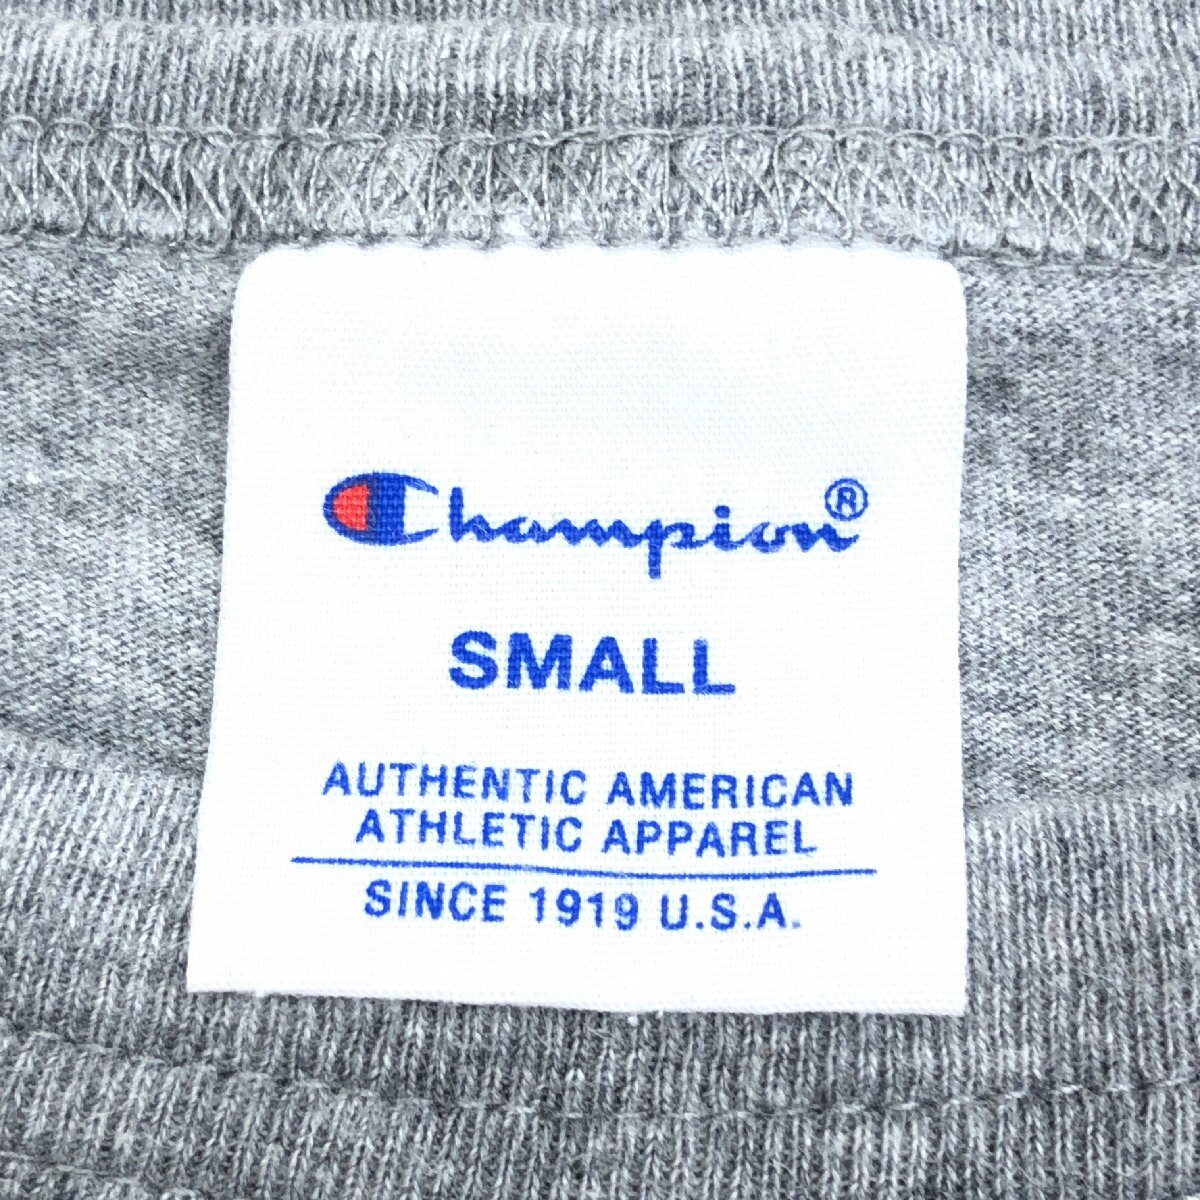 Champion®
SMALL
AUTHENTIC AMERICAN
ATHLETIC APPAREL
SINCE 1919 U.S.A.